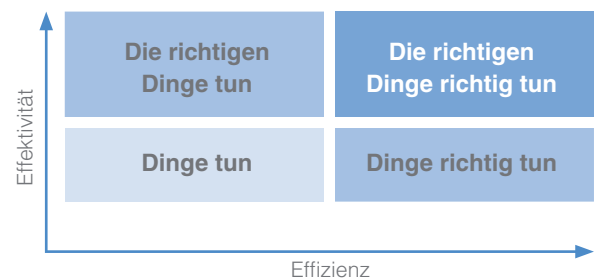 Effektivität
Die richtigen
Dinge tun
Die richtigen
Dinge richtig tun
Dinge tun
Dinge richtig tun
Effizienz